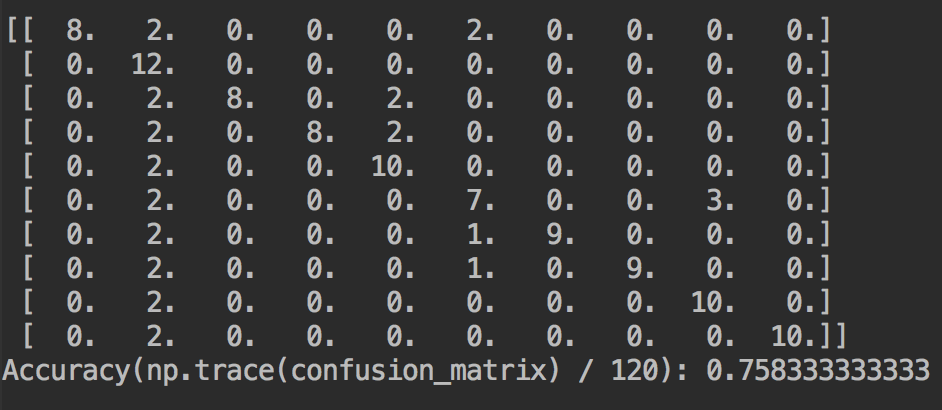 [[  8.   2.   0.   0.   0.   2.   0.   0.   0.   0.]
 [  0.  12.   0.   0.   0.   0.   0.   0.   0.   0.]
 [  0.   2.   8.   0.   2.   0.   0.   0.   0.   0.]
 [  0.   2.   0.   8.   2.   0.   0.   0.   0.   0.]
 [  0.   2.   0.   0.  10.   0.   0.   0.   0.   0.]
 [  0.   2.   0.   0.   0.   7.   0.   0.   3.   0.]
 [  0.   2.   0.   0.   0.   1.   9.   0.   0.   0.]
 [  0.   2.   0.   0.   0.   1.   0.   9.   0.   0.]
 [  0.   2.   0.   0.   0.   0.   0.   0.  10.   0.]
 [  0.   2.   0.   0.   0.   0.   0.   0.   0.  10.]]
Accuracy(np.trace(confusion_matrix) / 120): 0.758333333333